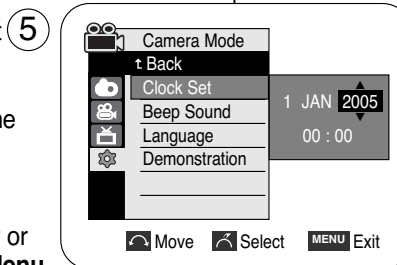 : 5
Camera Mode
Back
Clock Set
1 JAN 2005
Beep Sound
Language
00 : 00
Demonstration
Move Select MENU Exit
or